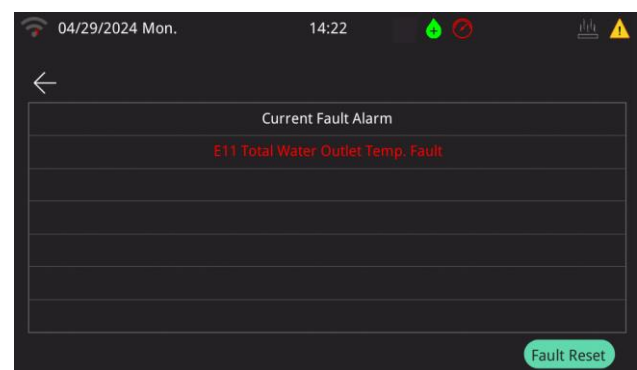 04/29/2024 Mon. 14:22
Current Fault Alarm
E11 Total Water Outlet Temp. Fault
Fault Reset